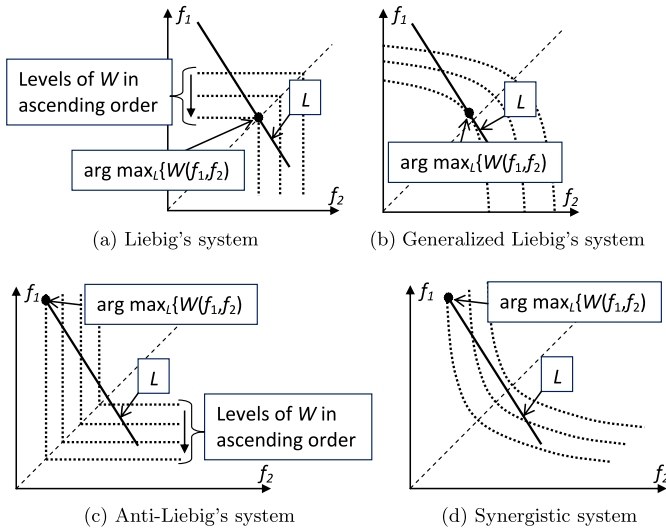 f₁
Levels of W in
ascending order
L
arg maxL{W(f₁,f₂)
f₂
(a) Liebig's system
f₁
L
arg maxL{W(f₁,f₂)
f₂
(b) Generalized Liebig's system
f₁
arg maxL{W(f₁,f₂)
L
Levels of W in
ascending order
f₂
(c) Anti-Liebig's system
f₁
arg maxL{W(f₁,f₂)
L
f₂
(d) Synergistic system